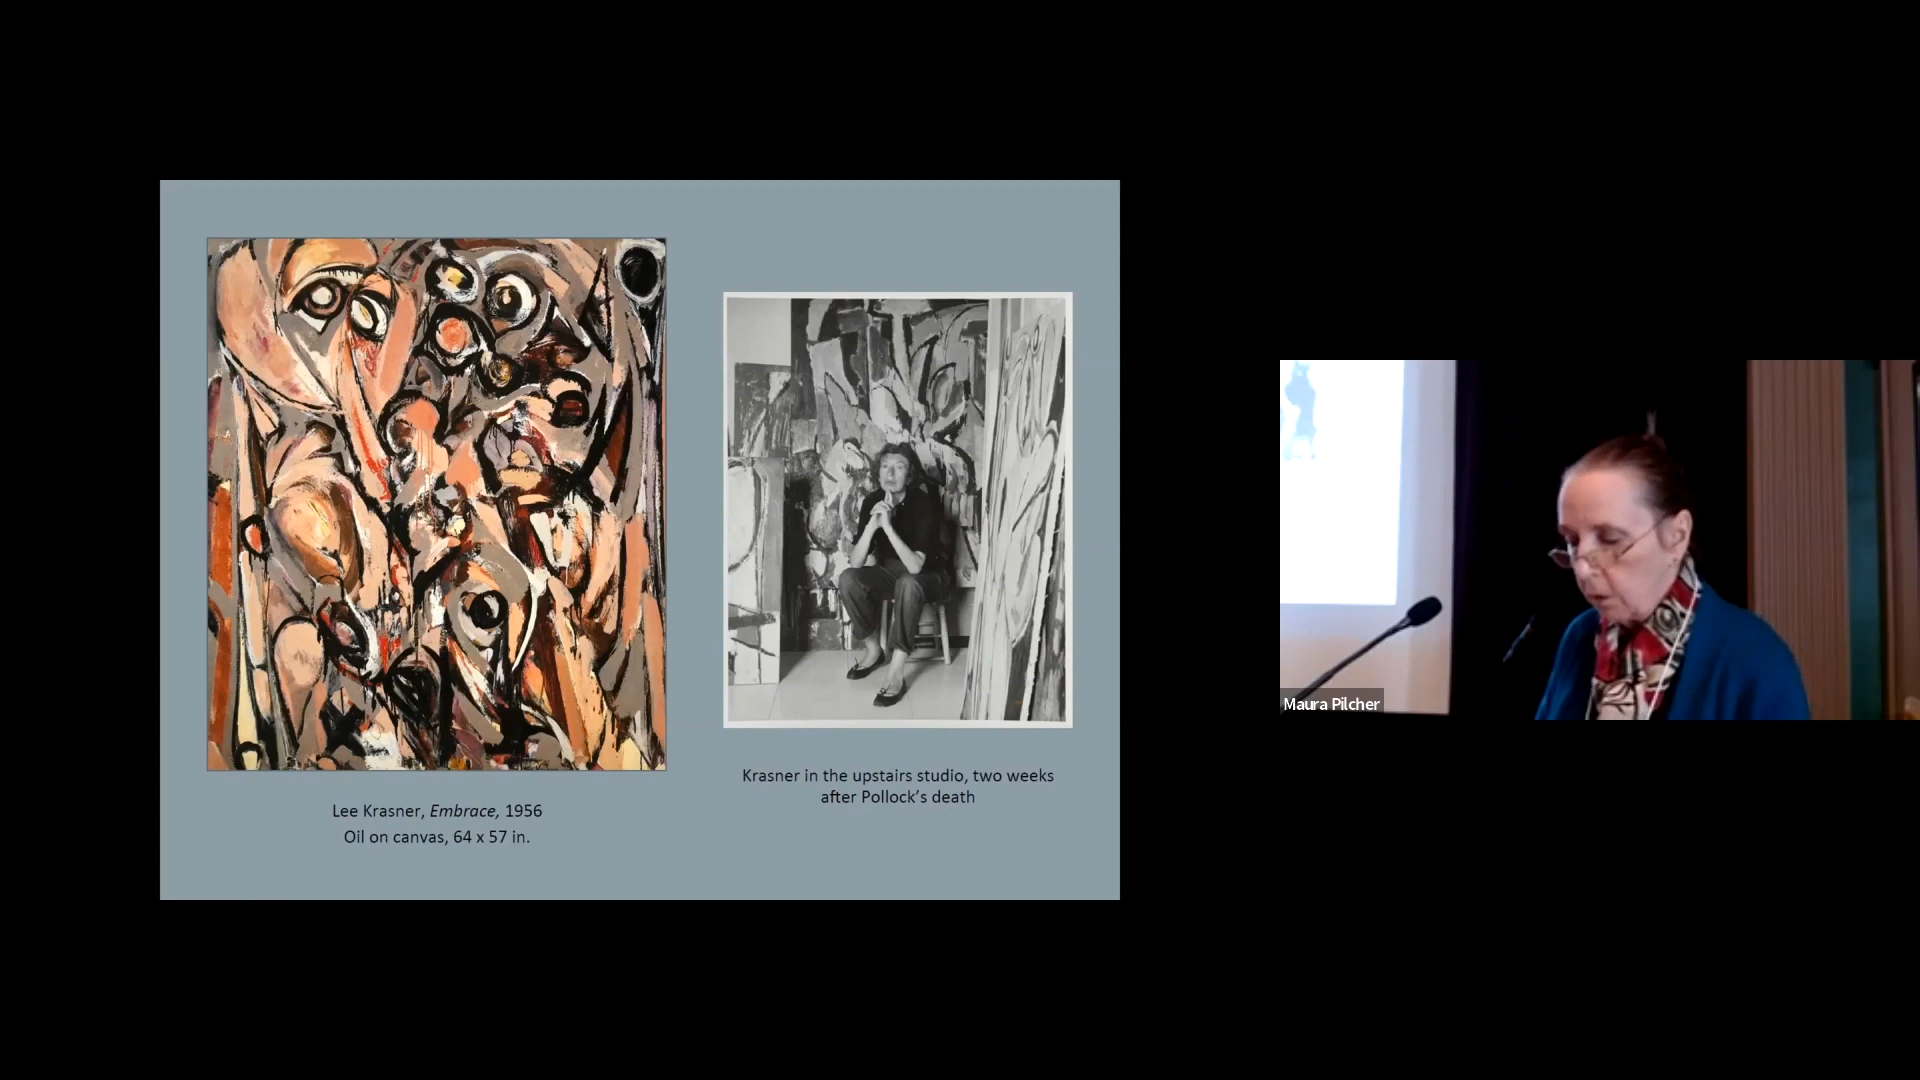 Lee Krasner, Embrace, 1956
Oil on canvas, 64 x 57 in.
Krasner in the upstairs studio, two weeks
after Pollock's death
Maura Pilcher